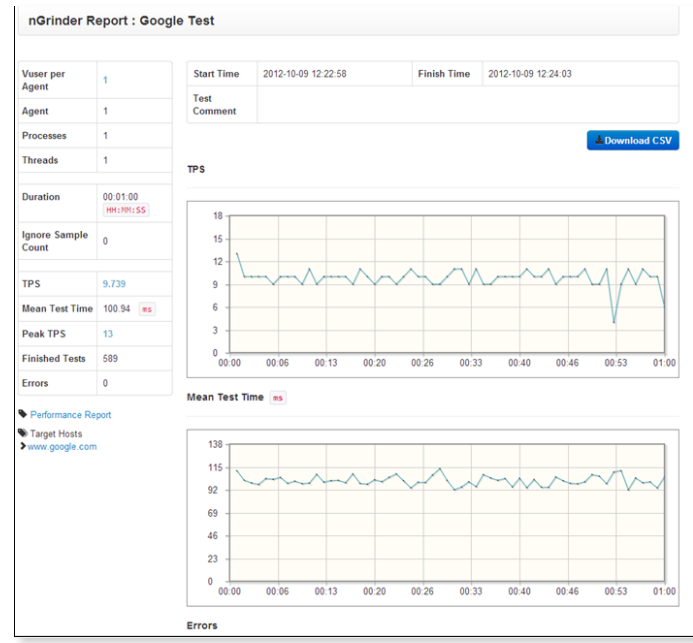 nGrinder Report : Google Test
Vuser per Agent 1
Agent 1
Processes 1
Threads 1
Duration 00:01:00
HH:MM:SS
Ignore Sample Count 0
TPS 9.739
Mean Test Time 100.94 ms
Peak TPS 13
Finished Tests 589
Errors 0
Performance Report
Target Hosts
www.google.com
Start Time 2012-10-09 12:22:58 Finish Time 2012-10-09 12:24:03
Test Comment
Download CSV
TPS
18
15
12
9
6
3
0
00:00 00:06 00:13 00:20 00:26 00:33 00:40 00:46 00:53 01:00
Mean Test Time ms
138
115
92
69
46
23
0
00:00 00:06 00:13 00:20 00:26 00:33 00:40 00:46 00:53 01:00
Errors